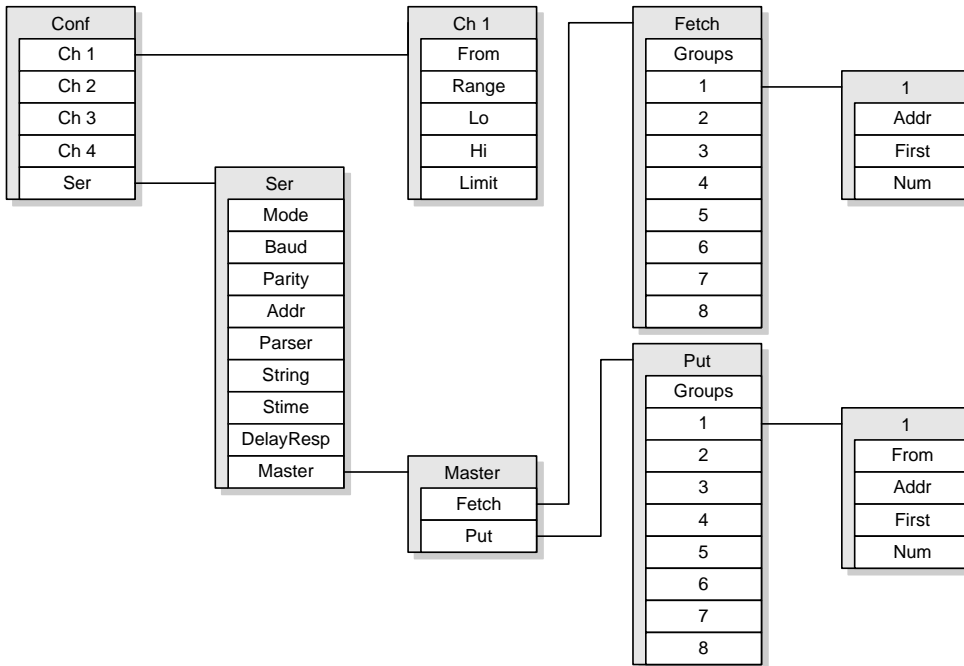 Conf
Ch 1
Ch 2
Ch 3
Ch 4
Ser
Ser
Mode
Baud
Parity
Addr
Parser
String
Stime
DelayResp
Master
Ch 1
From
Range
Lo
Hi
Limit
Master
Fetch
Put
Fetch
Groups
1
2
3
4
5
6
7
8
Put
Groups
1
2
3
4
5
6
7
8
1
Addr
First
Num
1
From
Addr
First
Num